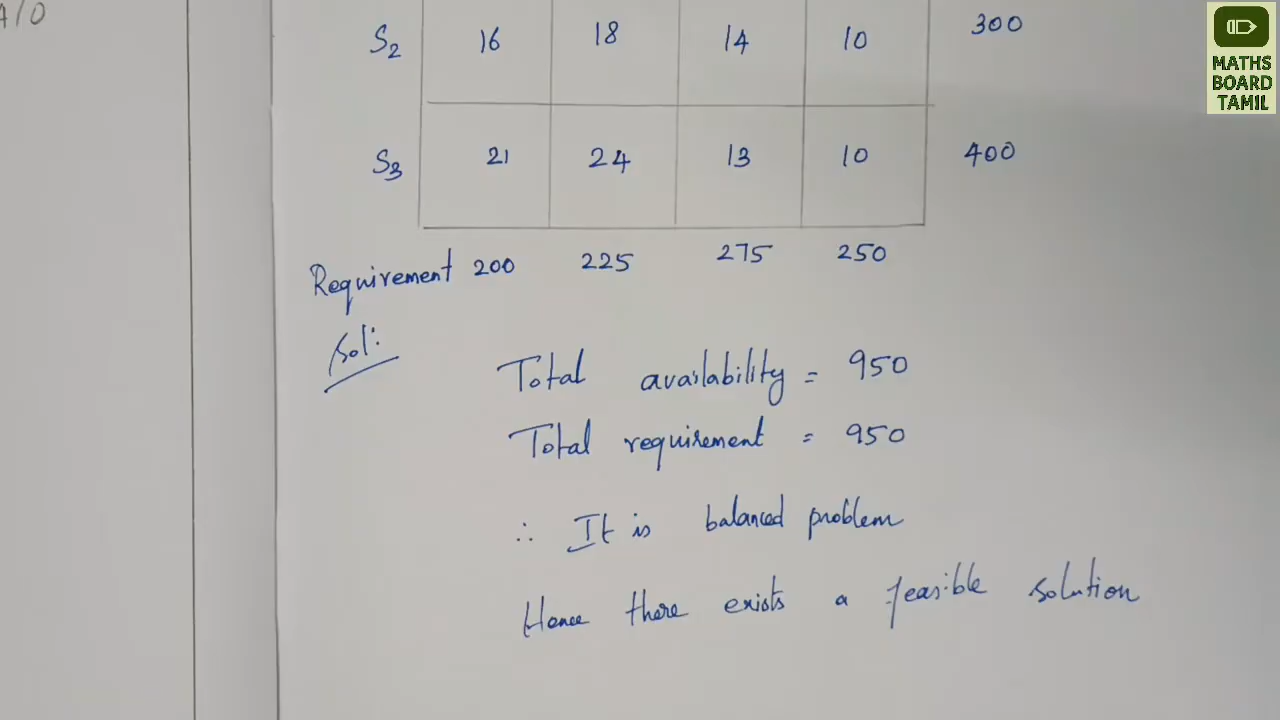 A/O
S2 16 18 14 10 300
S3 21 24 13 10 400
Requirement 200 225 275 250
Sol:
Total availability = 950
Total requirement = 950
∴ It is balanced problem
Hence there exists a feasible solution
MATHS
BOARD
TAMIL